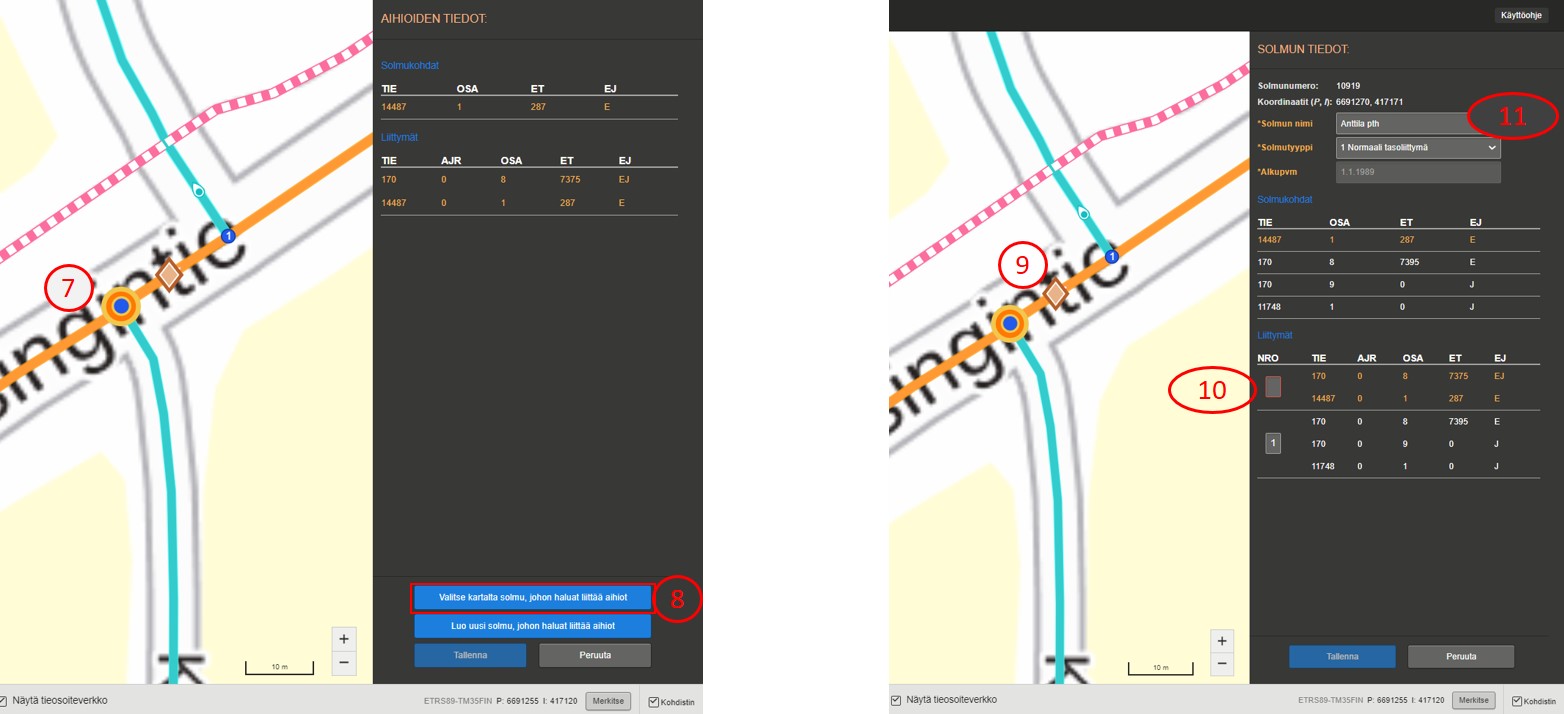 AIHIOIDEN TIEDOT:
Solmukohdat
TIE OSA ET EJ
14487 1 287 E
Liittymät
TIE AJR OSA ET EJ
170 0 8 7375 EJ
14487 0 1 287 E
1
7
Valitse kartalta solmu, johon haluat liittää aihiot
8
Luo uusi solmu, johon haluat liittää aihiot
Tallenna Peruuta
+
−
10 m
Näytä tieosoiteverkko
ETRS89-TM35FIN P: 6691255 I: 417120 Merkitse Kohdistin
Käyttöohje
SOLMUN TIEDOT:
Solmunumero: 10919
Koordinaatit (P, I): 6691270, 417171
*Solmun nimi Anttila pth
11
*Solmutyyppi 1 Normaali tasoliittymä
*Alkupvm 1.1.1989
Solmukohdat
TIE OSA ET EJ
14487 1 287 E
170 8 7395 E
170 9 0 J
11748 1 0 J
Liittymät
NRO TIE AJR OSA ET EJ
170 0 8 7375 EJ
14487 0 1 287 E
170 0 8 7395 E
1 170 0 9 0 J
11748 0 1 0 J
1
9
10
Tallenna Peruuta
+
−
10 m
Näytä tieosoiteverkko
ETRS89-TM35FIN P: 6691255 I: 417120 Merkitse Kohdistin